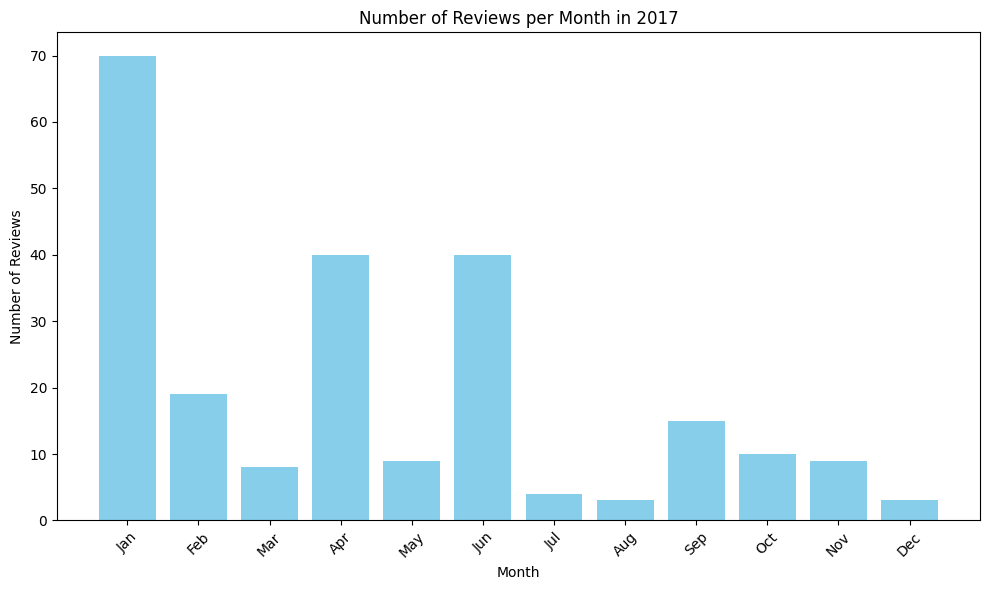 Number of Reviews per Month in 2017
Number of Reviews
70
60
50
40
30
20
10
0
Jan Feb Mar Apr May Jun Jul Aug Sep Oct Nov Dec
Month